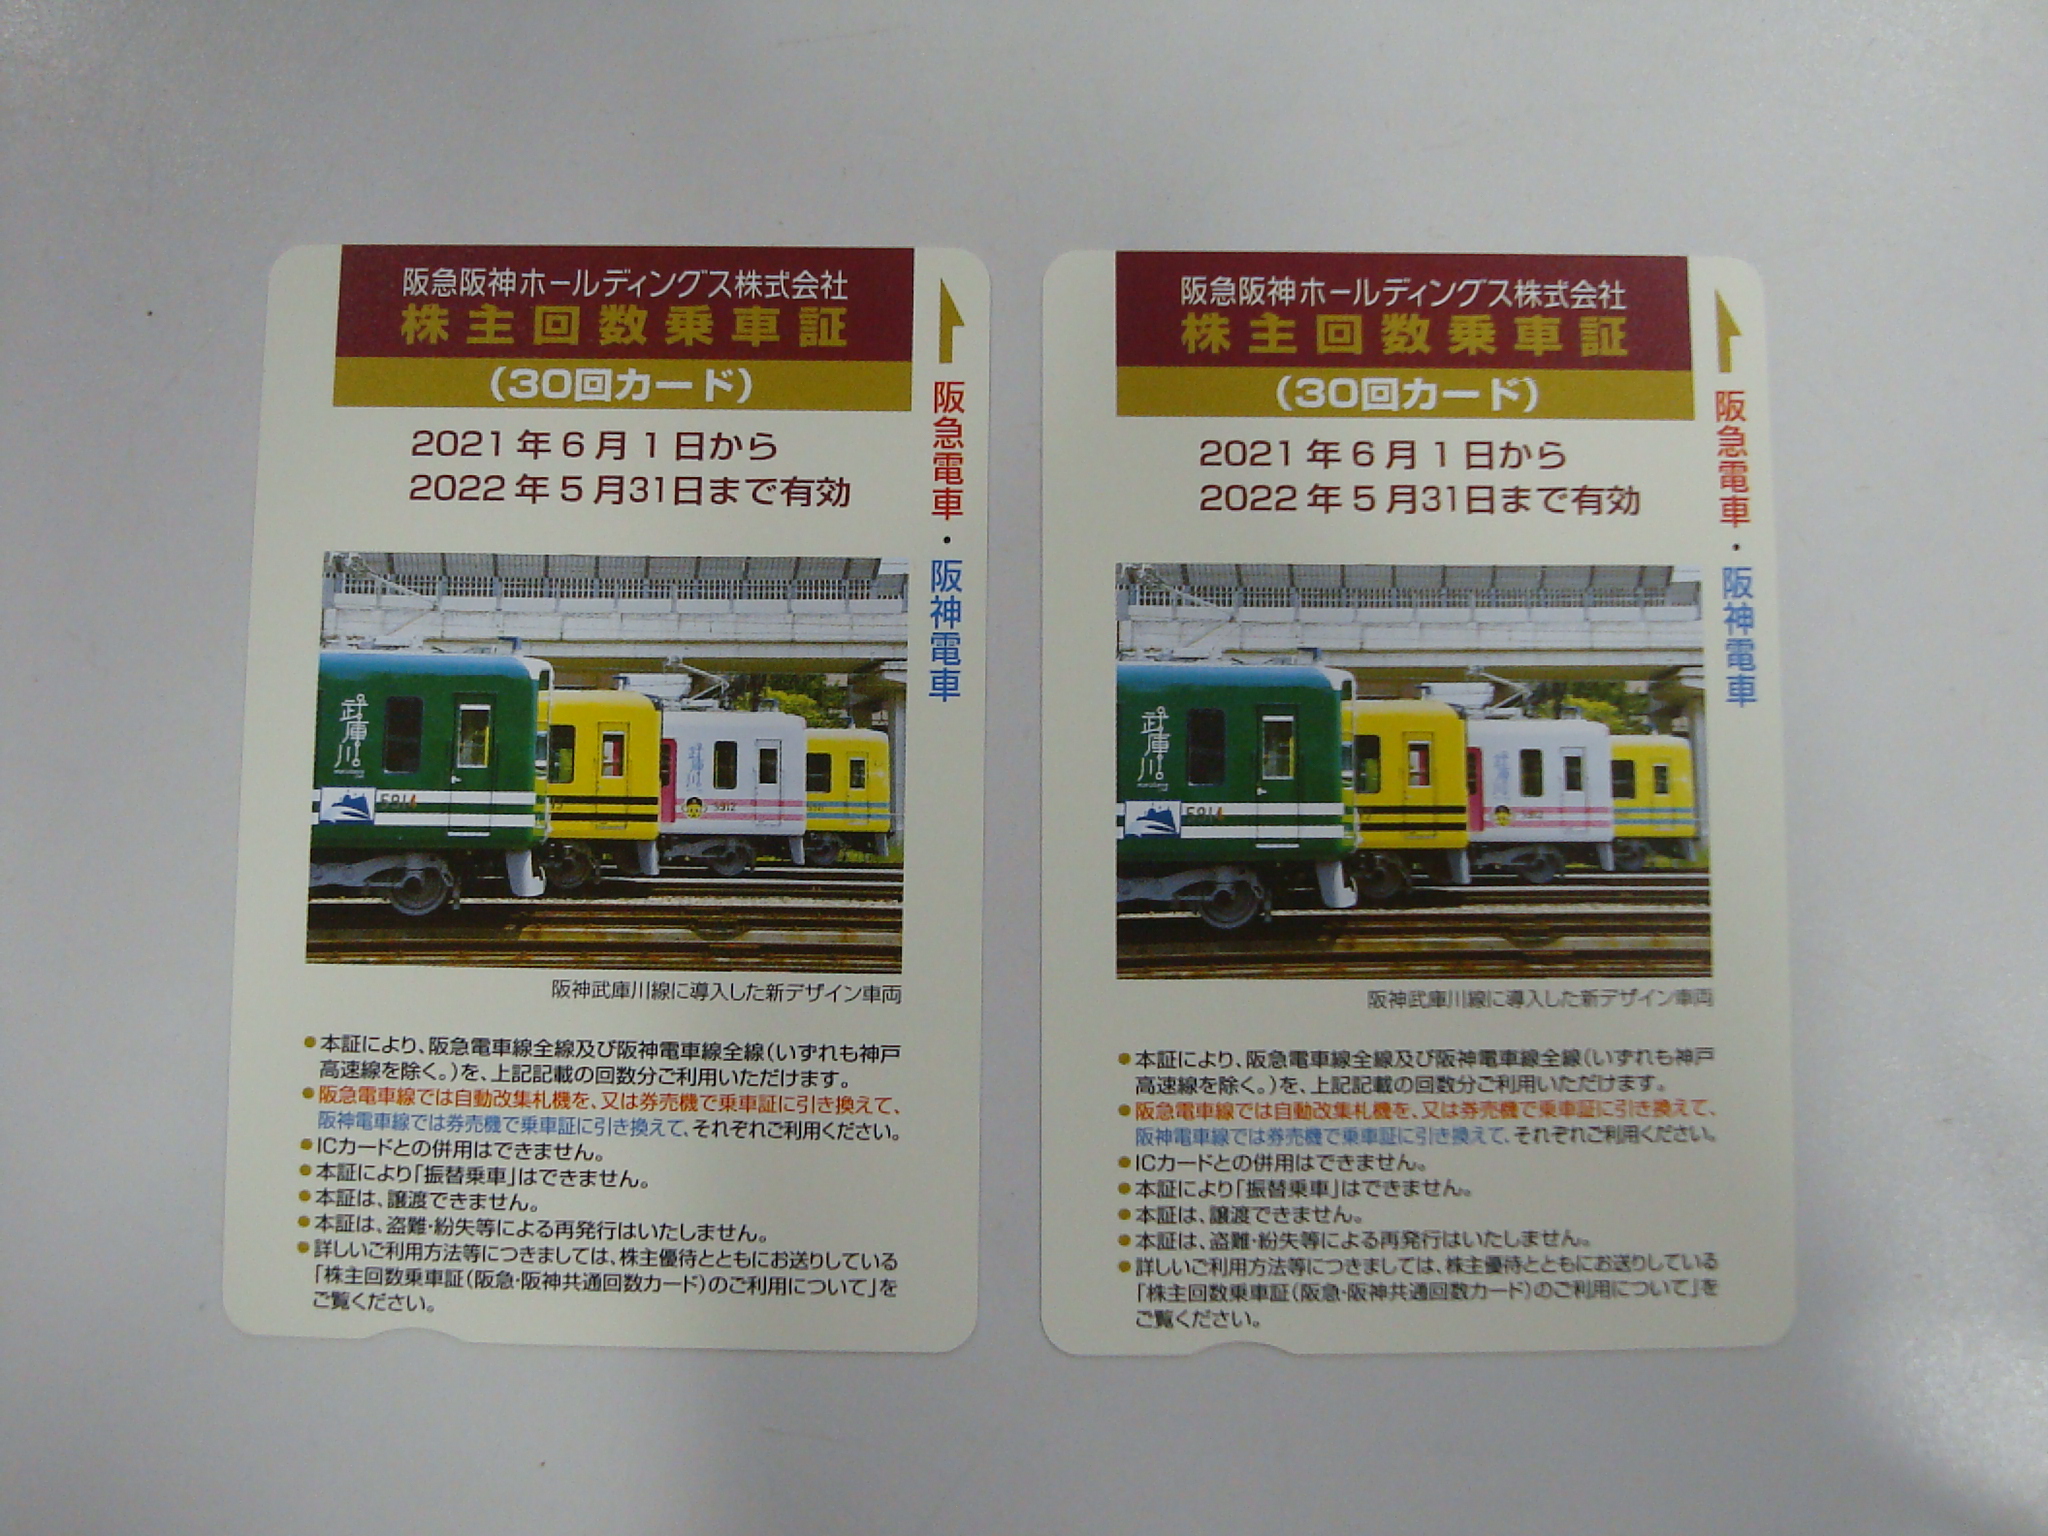 阪急阪神ホールディングス株式会社
株主回数乗車証
（30回カード）
2021年6月1日から
2022年5月31日まで有効
阪急電車・阪神電車
武庫川
5914
5912
阪神武庫川線に導入した新デザイン車両
●本証により、阪急電車線全線及び阪神電車線全線（いずれも神戸
高速線を除く。）を、上記記載の回数分ご利用いただけます。
●阪急電車線では自動改集札機を、又は券売機で乗車証に引き換えて、
阪神電車線では券売機で乗車証に引き換えて、それぞれご利用ください。
●ICカードとの併用はできません。
●本証により「振替乗車」はできません。
●本証は、譲渡できません。
●本証は、盗難・紛失等による再発行はいたしません。
●詳しいご利用方法等につきましては、株主優待とともにお送りしている
「株主回数乗車証（阪急・阪神共通回数カード）のご利用について」を
ご覧ください。
阪急阪神ホールディングス株式会社
株主回数乗車証
（30回カード）
2021年6月1日から
2022年5月31日まで有効
阪急電車・阪神電車
武庫川
5914
5912
阪神武庫川線に導入した新デザイン車両
●本証により、阪急電車線全線及び阪神電車線全線（いずれも神戸
高速線を除く。）を、上記記載の回数分ご利用いただけます。
●阪急電車線では自動改集札機を、又は券売機で乗車証に引き換えて、
阪神電車線では券売機で乗車証に引き換えて、それぞれご利用ください。
●ICカードとの併用はできません。
●本証により「振替乗車」はできません。
●本証は、譲渡できません。
●本証は、盗難・紛失等による再発行はいたしません。
●詳しいご利用方法等につきましては、株主優待とともにお送りしている
「株主回数乗車証（阪急・阪神共通回数カード）のご利用について」を
ご覧ください。